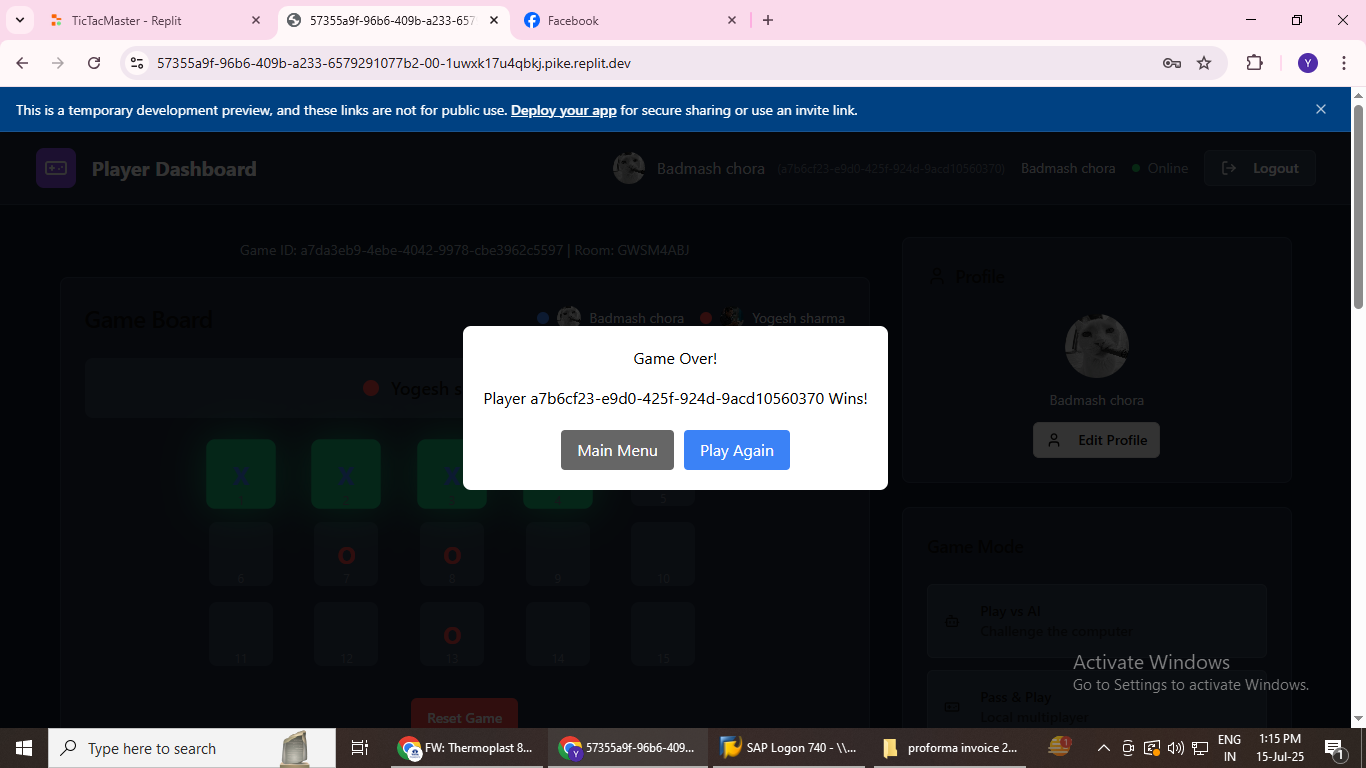 TicTacMaster - Replit
57355a9f-96b6-409b-a233-657
Facebook
57355a9f-96b6-409b-a233-6579291077b2-00-1uwxk17u4qbkj.pike.replit.dev
Y
This is a temporary development preview, and these links are not for public use. Deploy your app for secure sharing or use an invite link.
Player Dashboard
Badmash chora (a7b6cf23-e9d0-425f-924d-9acd10560370) Badmash chora Online Logout
Game ID: a7da3eb9-4ebe-4042-9978-cbe3962c5597 | Room: GWSM4ABJ
Profile
Game Board
Badmash chora Yogesh sharma
Yogesh s
Game Over!
Player a7b6cf23-e9d0-425f-924d-9acd10560370 Wins!
Main Menu Play Again
Badmash chora
Edit Profile
X X X
5
O O
6 7 8 9 10
O
11 12 13 14 15
Reset Game
Game Mode
Play vs AI
Challenge the computer
Pass & Play
Local multiplayer
Activate Windows
Go to Settings to activate Windows.
Type here to search
FW: Thermoplast 8...
57355a9f-96b6-409...
SAP Logon 740 - \\...
proforma invoice 2...
1
ENG
IN
1:15 PM
15-Jul-25
1